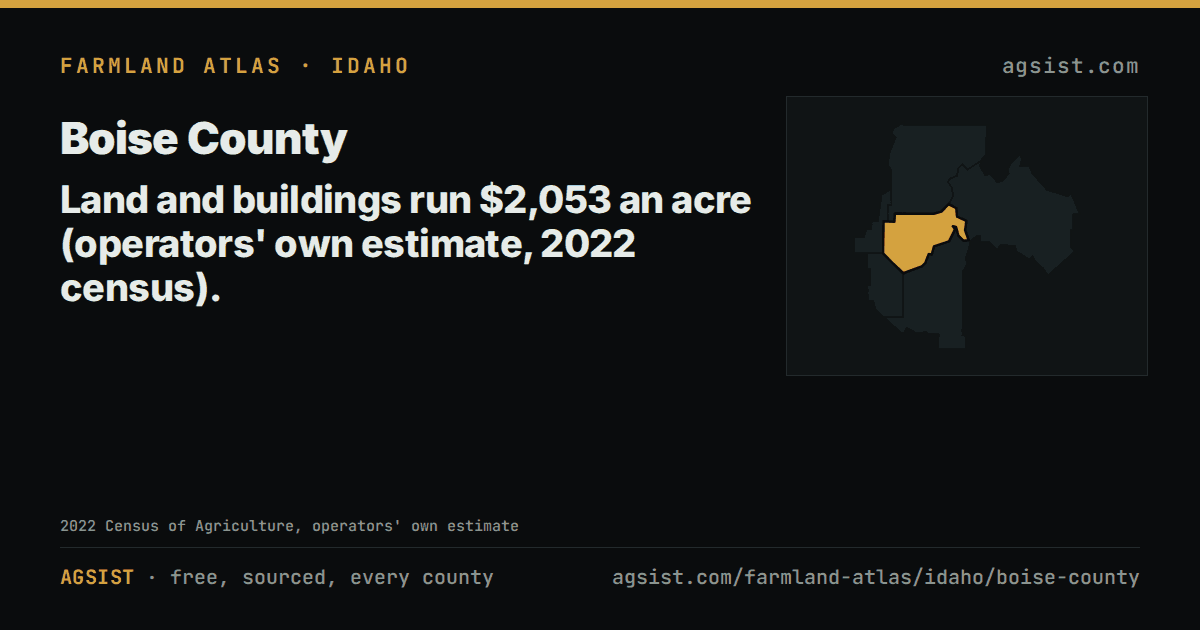 FARMLAND ATLAS · IDAHO
agsist.com
Boise County
Land and buildings run $2,053 an acre
(operators' own estimate, 2022
census).
2022 Census of Agriculture, operators' own estimate
AGSIST · free, sourced, every county
agsist.com/farmland-atlas/idaho/boise-county